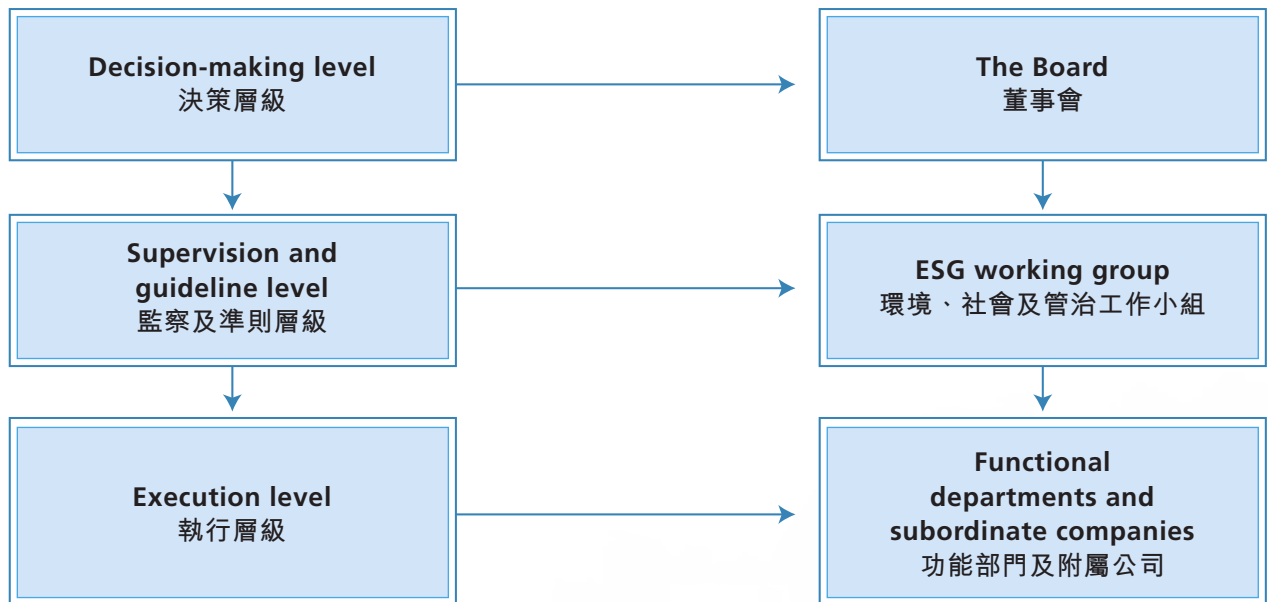 Decision-making level
決策層級
The Board
董事會
Supervision and
guideline level
監察及準則層級
ESG working group
環境、社會及管治工作小組
Execution level
執行層級
Functional
departments and
subordinate companies
功能部門及附屬公司